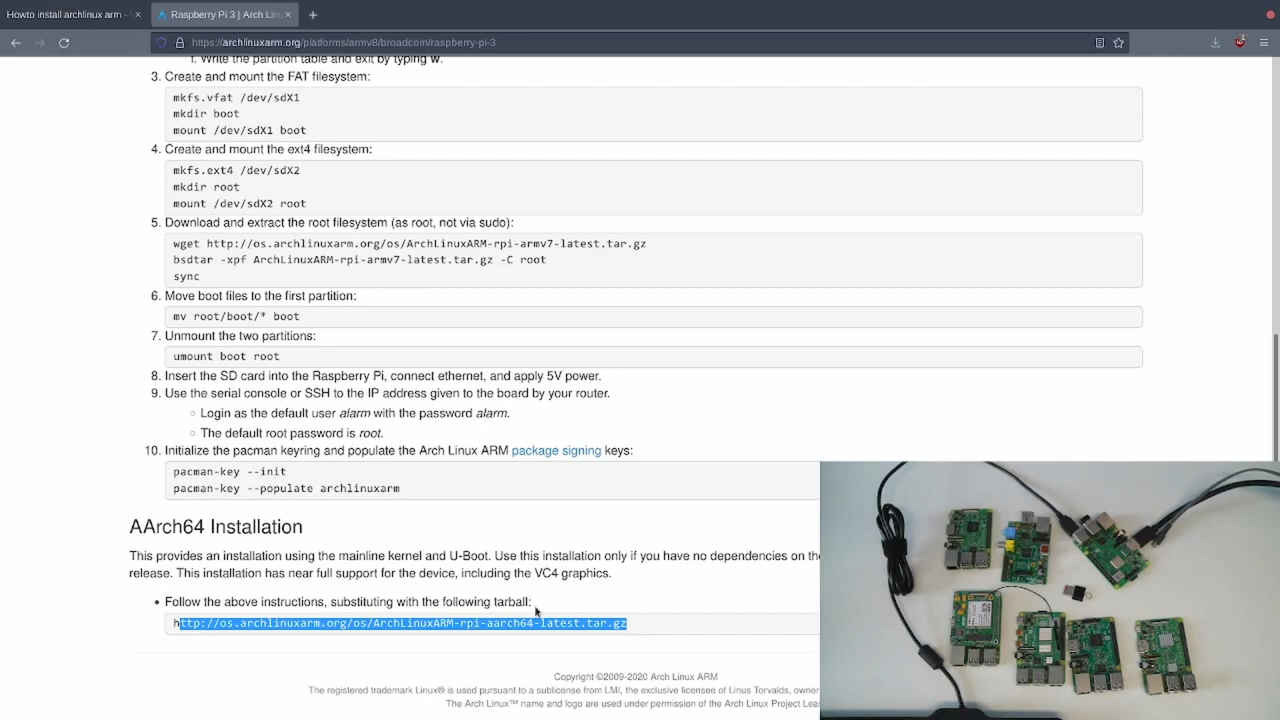 Howto install archlinux arm -
Raspberry Pi 3 | Arch Lin
https://archlinuxarm.org/platforms/armv8/broadcom/raspberry-pi-3
f. Write the partition table and exit by typing w.
3. Create and mount the FAT filesystem:
mkfs.vfat /dev/sdX1
mkdir boot
mount /dev/sdX1 boot
4. Create and mount the ext4 filesystem:
mkfs.ext4 /dev/sdX2
mkdir root
mount /dev/sdX2 root
5. Download and extract the root filesystem (as root, not via sudo):
wget http://os.archlinuxarm.org/os/ArchLinuxARM-rpi-armv7-latest.tar.gz
bsdtar -xpf ArchLinuxARM-rpi-armv7-latest.tar.gz -C root
sync
6. Move boot files to the first partition:
mv root/boot/* boot
7. Unmount the two partitions:
umount boot root
8. Insert the SD card into the Raspberry Pi, connect ethernet, and apply 5V power.
9. Use the serial console or SSH to the IP address given to the board by your router.
Login as the default user alarm with the password alarm.
The default root password is root.
10. Initialize the pacman keyring and populate the Arch Linux ARM package signing keys:
pacman-key --init
pacman-key --populate archlinuxarm
AArch64 Installation
This provides an installation using the mainline kernel and U-Boot. Use this installation only if you have no dependencies on the
release. This installation has near full support for the device, including the VC4 graphics.
Follow the above instructions, substituting with the following tarball:
http://os.archlinuxarm.org/os/ArchLinuxARM-rpi-aarch64-latest.tar.gz
Copyright ©2009-2020 Arch Linux ARM
The registered trademark Linux® is used pursuant to a sublicense from LMI, the exclusive licensee of Linus Torvalds, owner
The Arch Linux™ name and logo are used under permission of the Arch Linux Project Lea